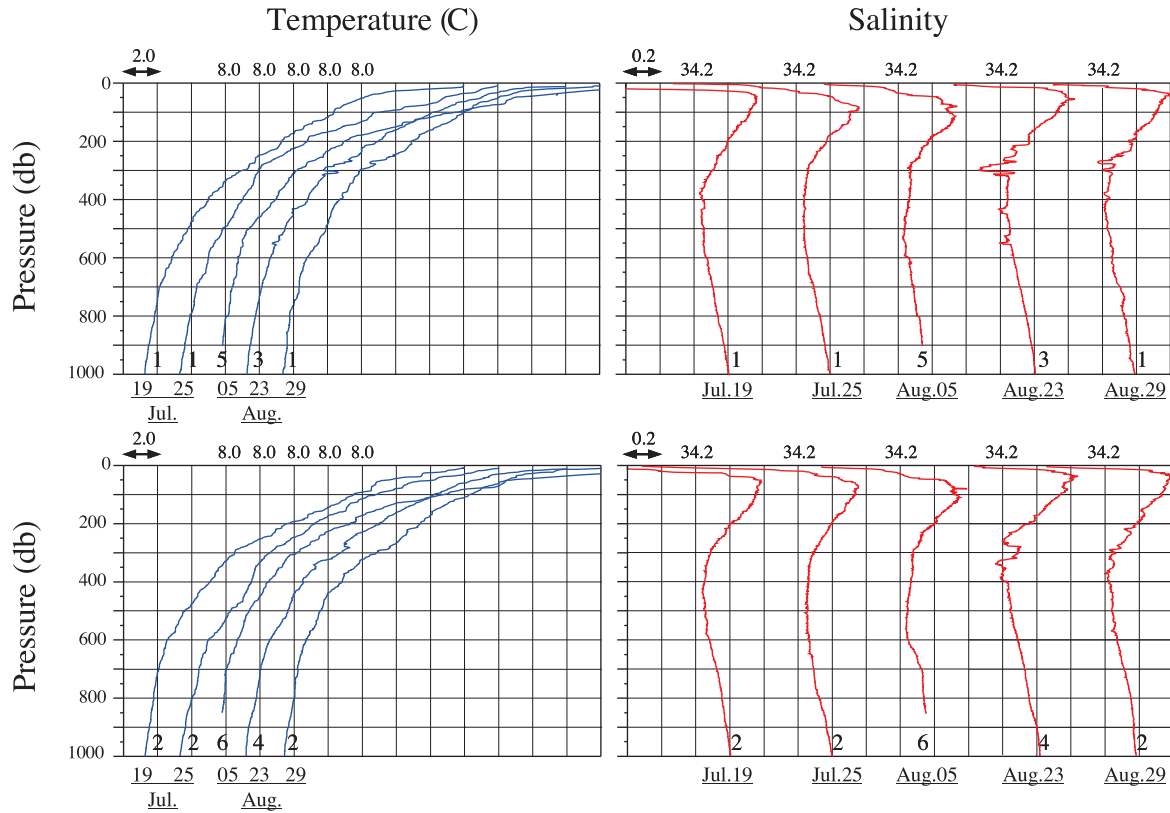 Temperature (C) Salinity
2.0 0.2
8.0 8.0 8.0 8.0 8.0 34.2 34.2 34.2 34.2 34.2
0
200
400
600
800
1000
Pressure (db)
Pressure (db)
1 1 5 3 1 1 1 5 3 1
19 25 05 23 29 Jul.19 Jul.25 Aug.05 Aug.23 Aug.29
Jul. Aug.
2.0 0.2
8.0 8.0 8.0 8.0 8.0 34.2 34.2 34.2 34.2 34.2
0
200
400
600
800
1000
Pressure (db)
Pressure (db)
2 2 6 4 2 2 2 6 4 2
19 25 05 23 29 Jul.19 Jul.25 Aug.05 Aug.23 Aug.29
Jul. Aug.